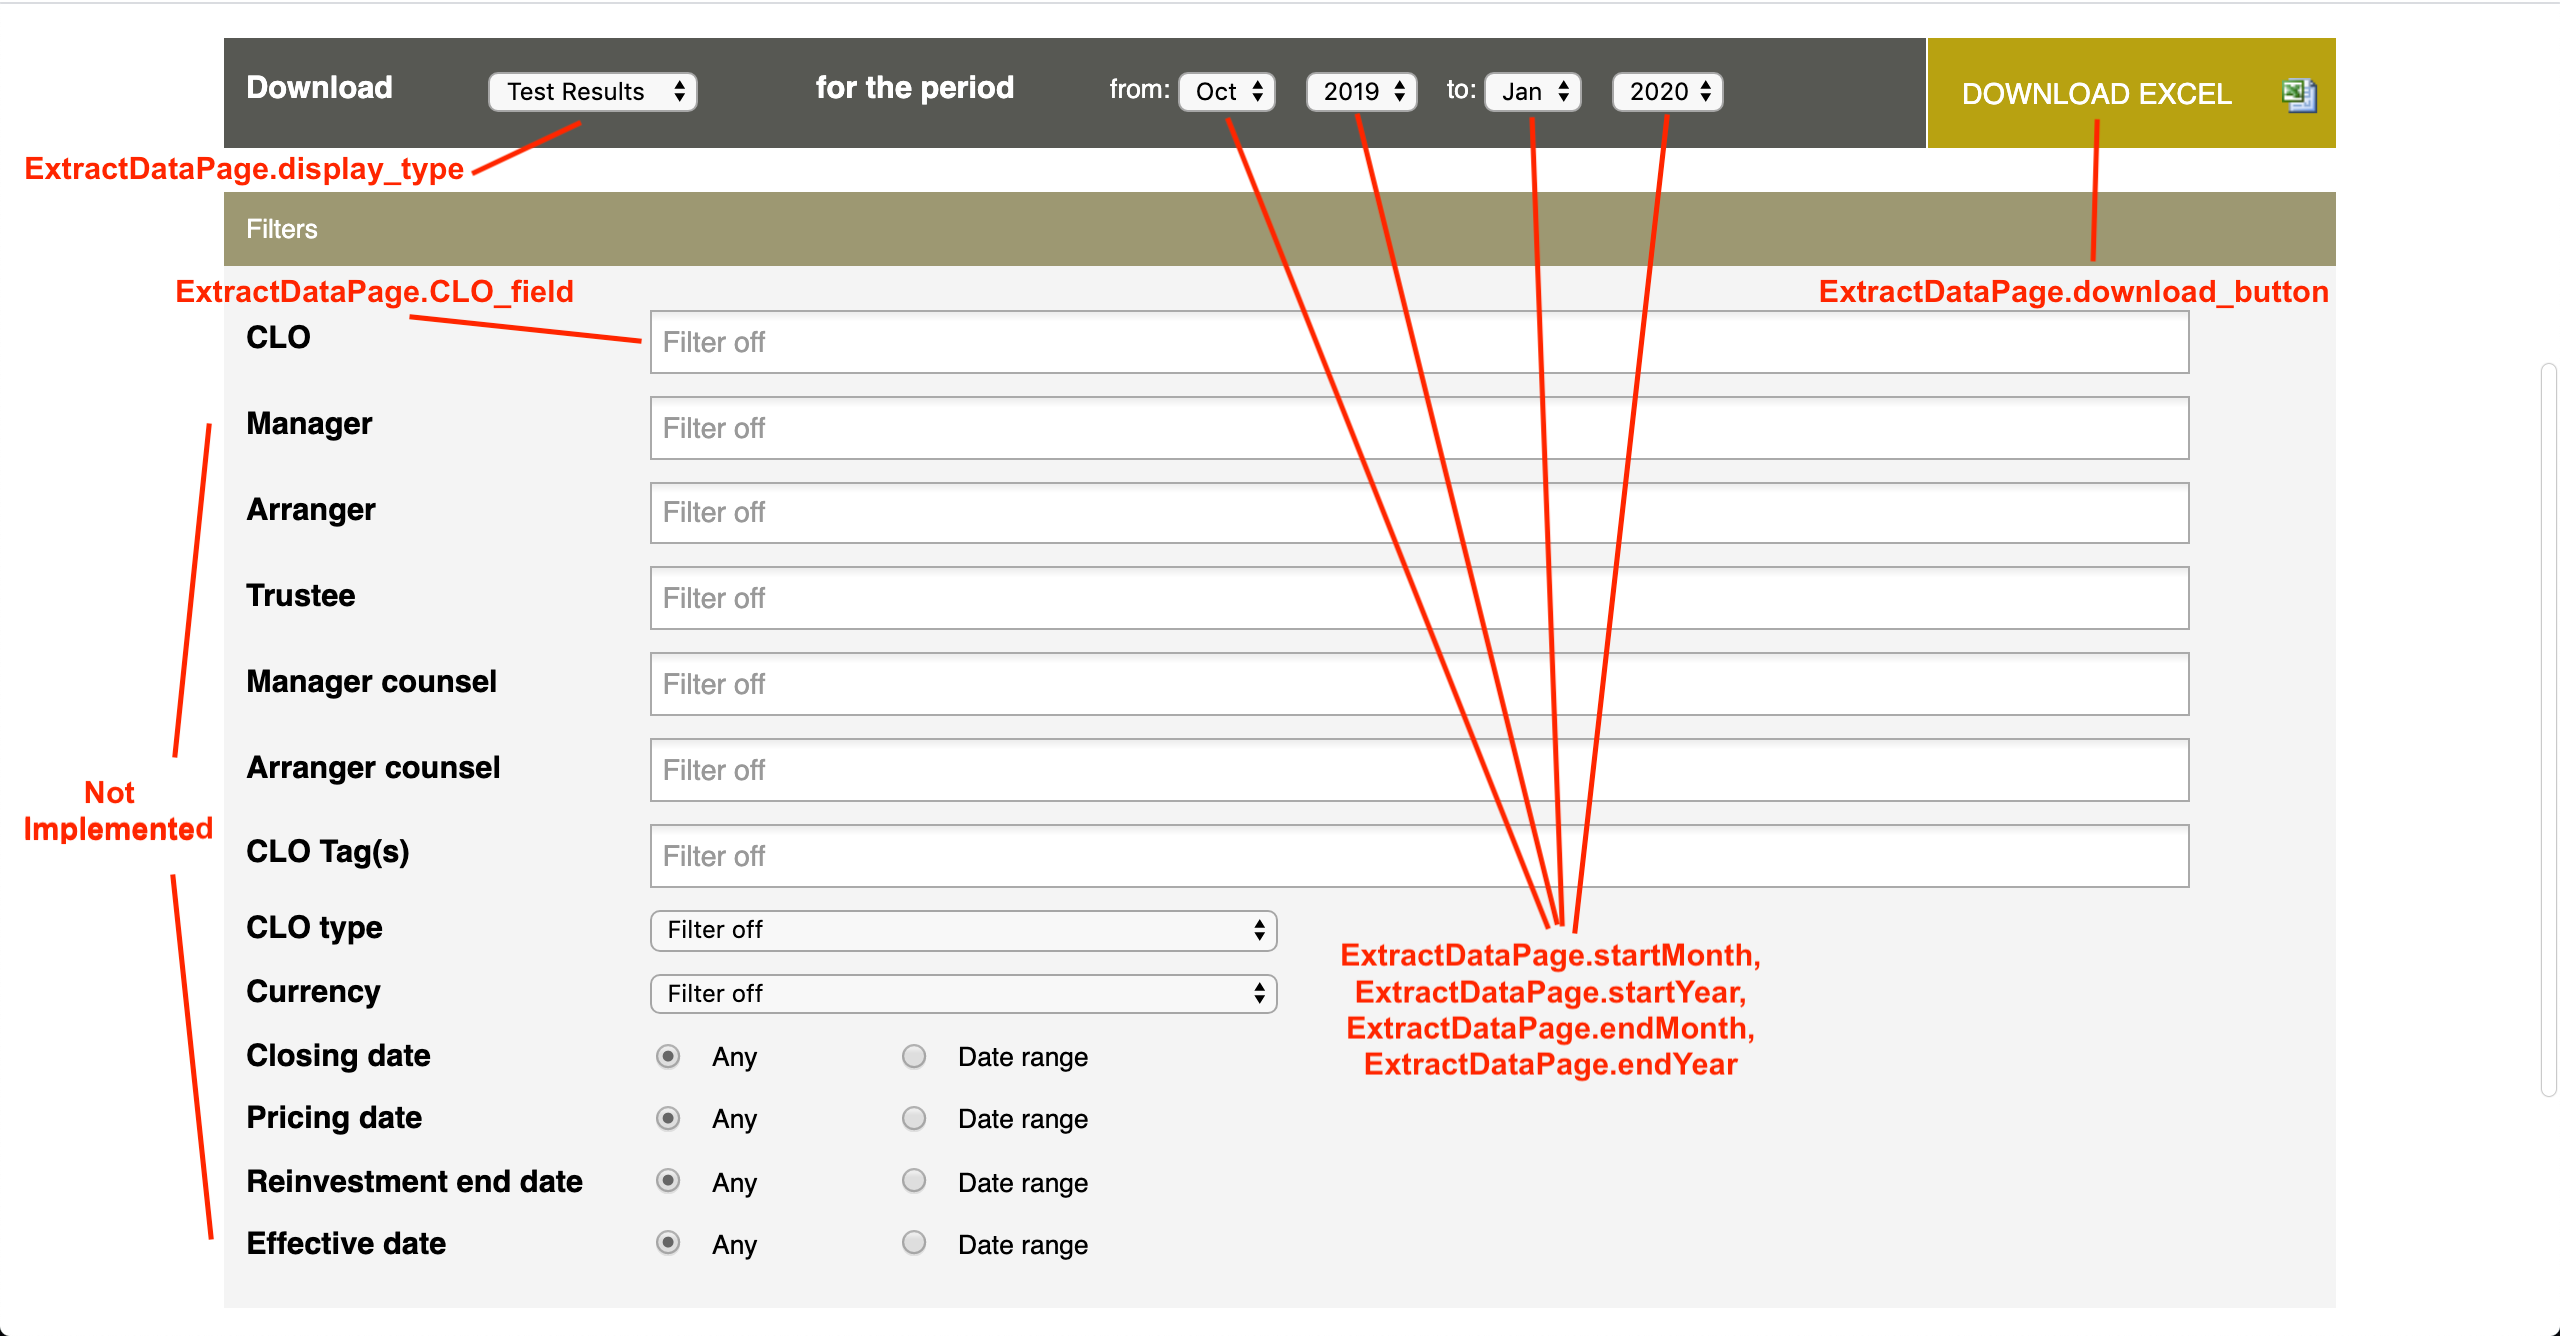 Download Test Results for the period from: Oct 2019 to: Jan 2020 DOWNLOAD EXCEL
ExtractDataPage.display_type
Filters
ExtractDataPage.CLO_field
ExtractDataPage.download_button
CLO Filter off
Manager Filter off
Arranger Filter off
Trustee Filter off
Manager counsel Filter off
Arranger counsel Filter off
Not
Implemented
CLO Tag(s) Filter off
CLO type Filter off
Currency Filter off
ExtractDataPage.startMonth,
ExtractDataPage.startYear,
ExtractDataPage.endMonth,
ExtractDataPage.endYear
Closing date Any Date range
Pricing date Any Date range
Reinvestment end date Any Date range
Effective date Any Date range